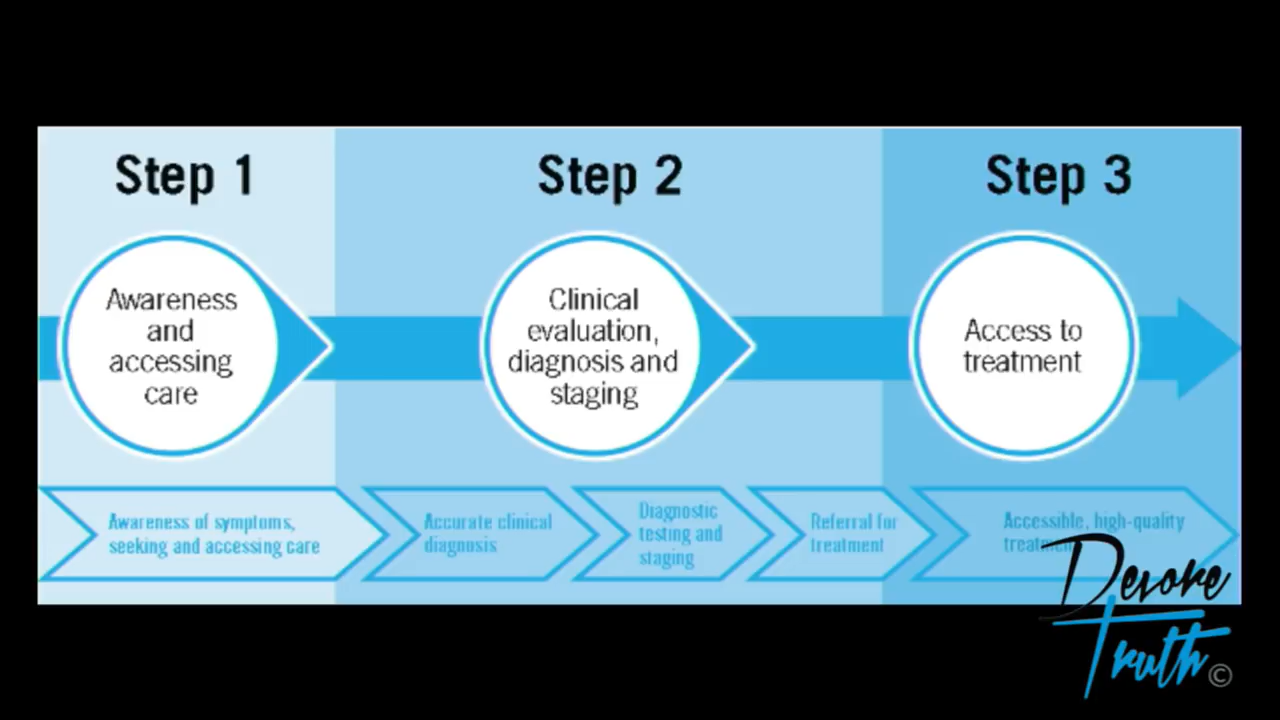 Step 1
Step 2
Step 3
Awareness
and
accessing
care
Clinical
evaluation,
diagnosis and
staging
Access to
treatment
Awareness of symptoms,
seeking and accessing care
Accurate clinical
diagnosis
Diagnostic
testing and
staging
Referral for
treatment
Accessible, high-quality
treatment
Devore
Truth ©